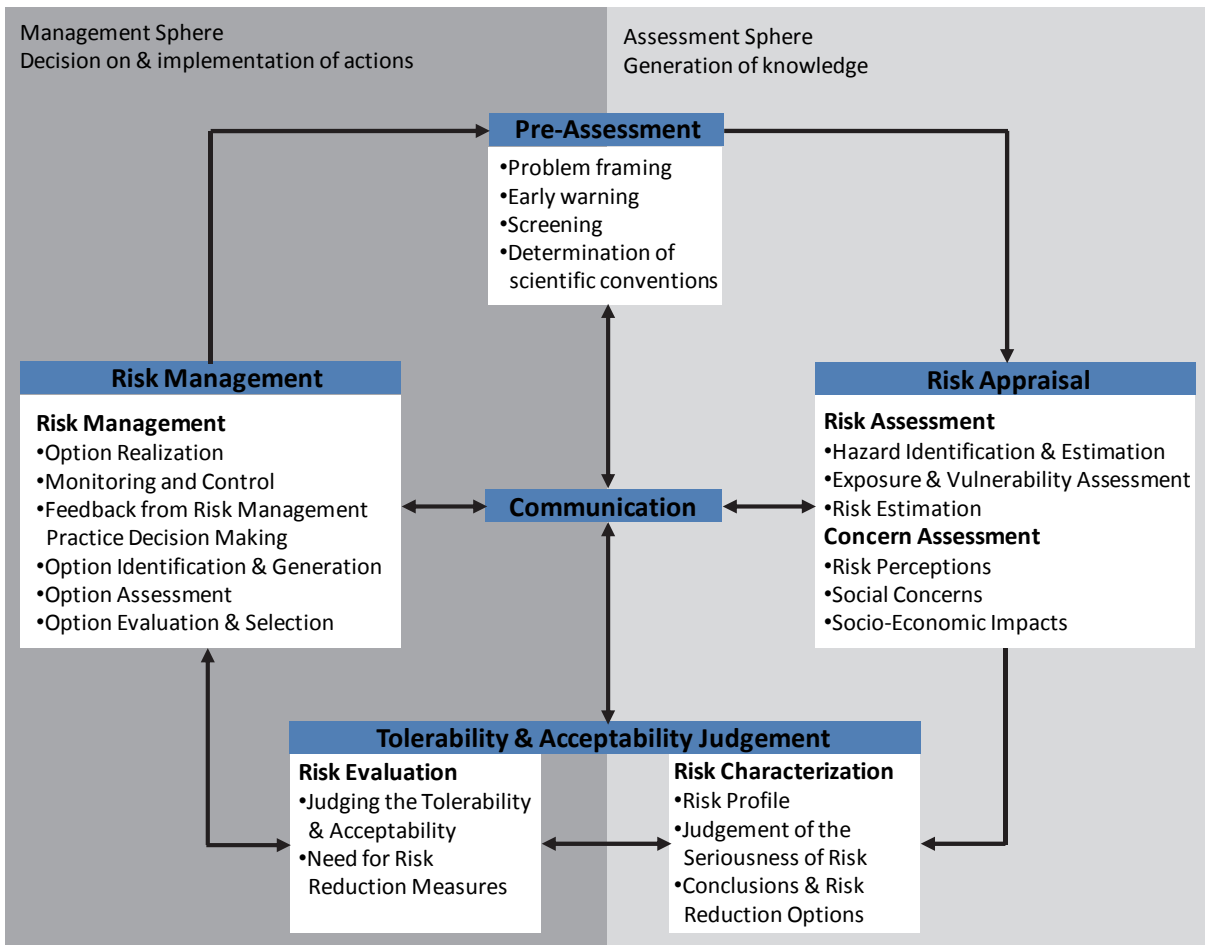 Management Sphere
Decision on & implementation of actions
Assessment Sphere
Generation of knowledge
Pre-Assessment
•Problem framing
•Early warning
•Screening
•Determination of
scientific conventions
Risk Management
Risk Management
•Option Realization
•Monitoring and Control
•Feedback from Risk Management
Practice Decision Making
•Option Identification & Generation
•Option Assessment
•Option Evaluation & Selection
Communication
Risk Appraisal
Risk Assessment
•Hazard Identification & Estimation
•Exposure & Vulnerability Assessment
•Risk Estimation
Concern Assessment
•Risk Perceptions
•Social Concerns
•Socio-Economic Impacts
Tolerability & Acceptability Judgement
Risk Evaluation
•Judging the Tolerability
& Acceptability
•Need for Risk
Reduction Measures
Risk Characterization
•Risk Profile
•Judgement of the
Seriousness of Risk
•Conclusions & Risk
Reduction Options